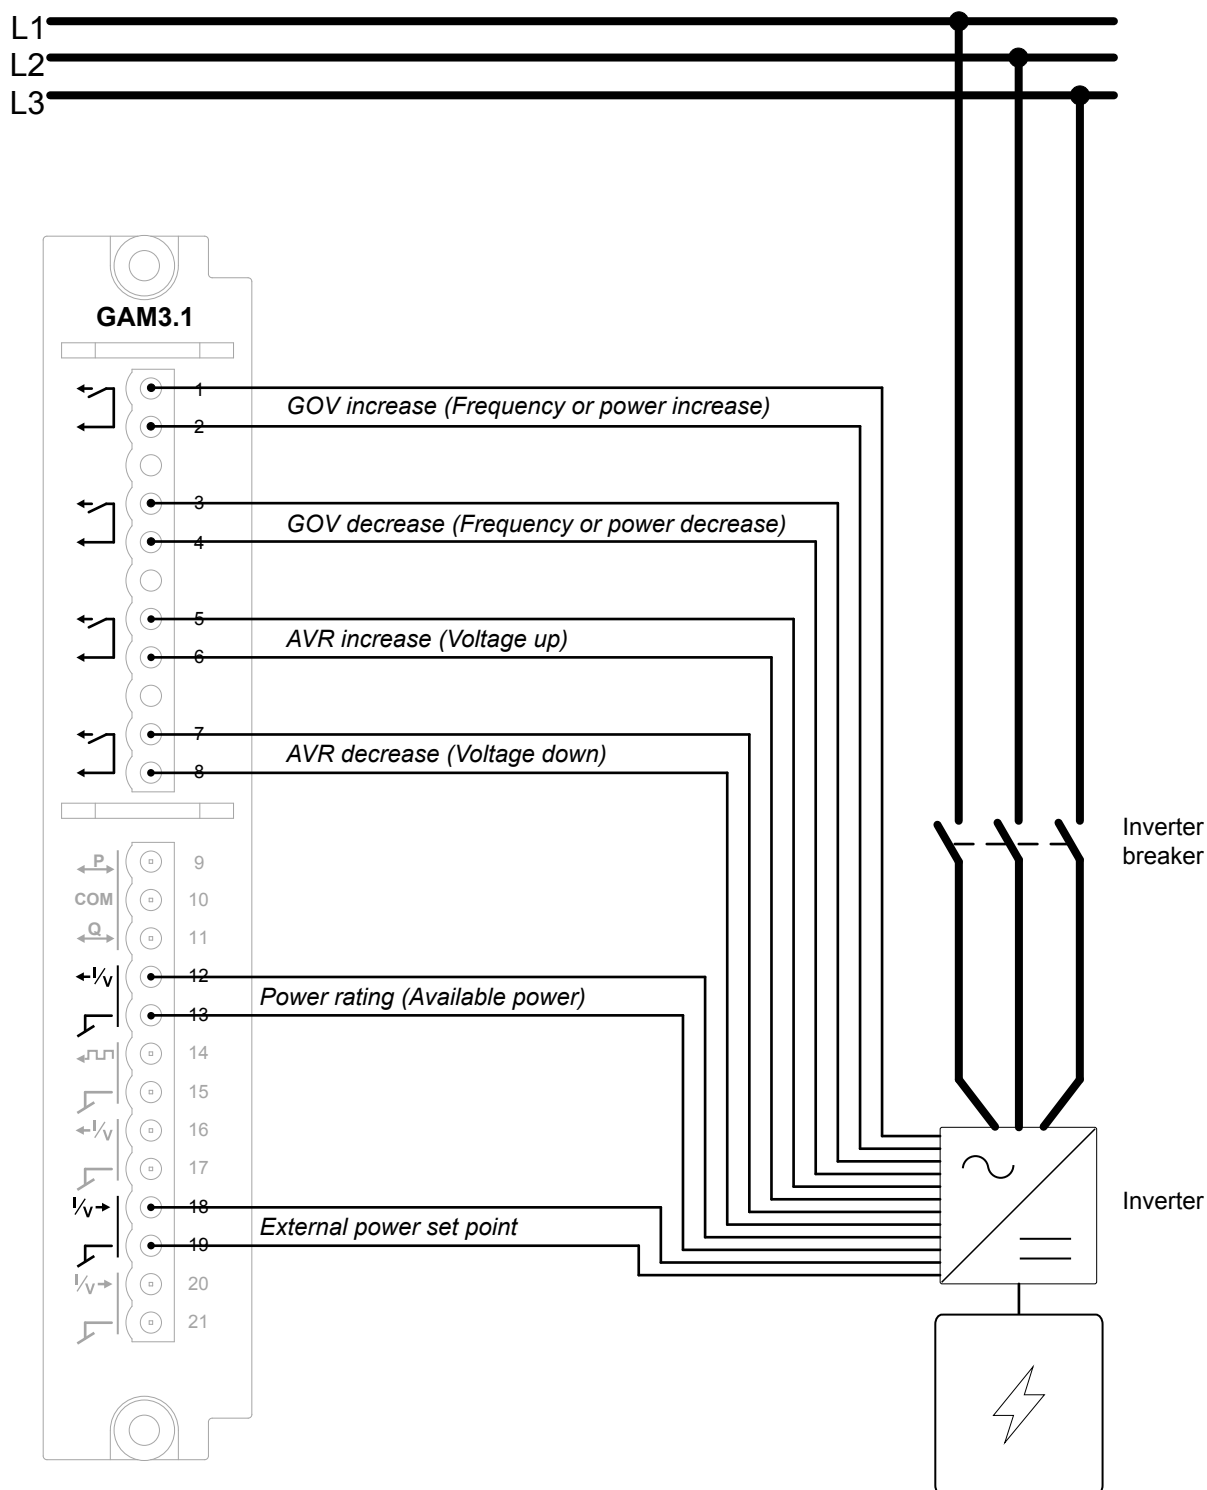 L1
L2
L3
GAM3.1
1
GOV increase (Frequency or power increase)
2
3
GOV decrease (Frequency or power decrease)
4
5
AVR increase (Voltage up)
6
7
AVR decrease (Voltage down)
8
Inverter
breaker
P 9
COM 10
Q 11
I/V 12
Power rating (Available power)
13
14
15
I/V 16
17
I/V 18
External power set point
19
I/V 20
21
Inverter